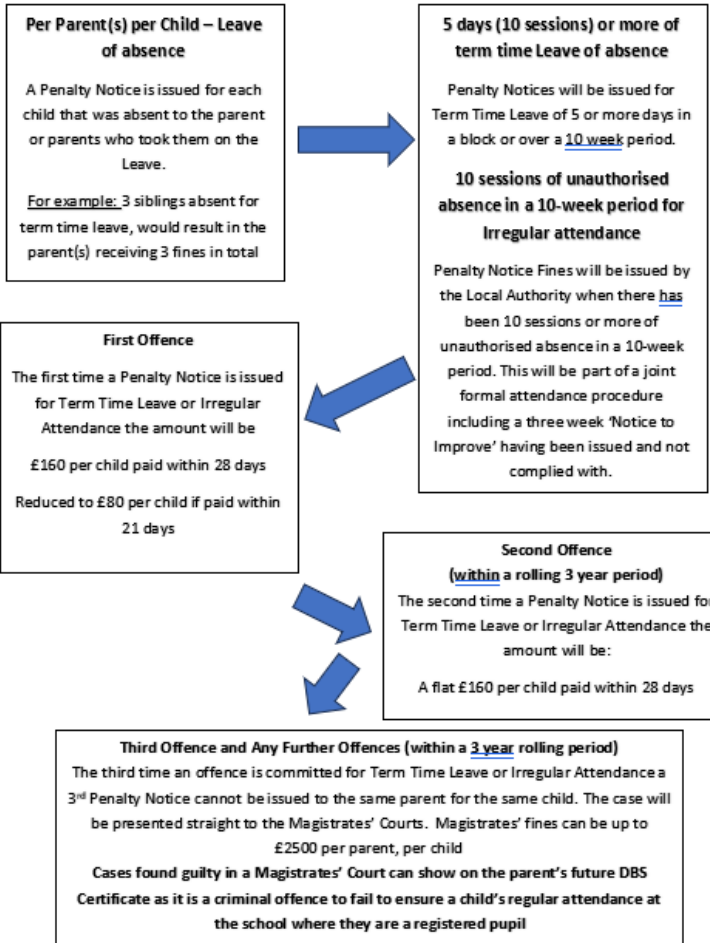 Per Parent(s) per Child – Leave
of absence
A Penalty Notice is issued for each
child that was absent to the parent
or parents who took them on the
Leave.
For example: 3 siblings absent for
term time leave, would result in the
parent(s) receiving 3 fines in total
5 days (10 sessions) or more of
term time Leave of absence
Penalty Notices will be issued for
Term Time Leave of 5 or more days in
a block or over a 10 week period.
10 sessions of unauthorised
absence in a 10-week period for
Irregular attendance
Penalty Notice Fines will be issued by
the Local Authority when there has
been 10 sessions or more of
unauthorised absence in a 10-week
period. This will be part of a joint
formal attendance procedure
including a three week ‘Notice to
Improve’ having been issued and not
complied with.
First Offence
The first time a Penalty Notice is issued
for Term Time Leave or Irregular
Attendance the amount will be
£160 per child paid within 28 days
Reduced to £80 per child if paid within
21 days
Second Offence
(within a rolling 3 year period)
The second time a Penalty Notice is issued for
Term Time Leave or Irregular Attendance the
amount will be:
A flat £160 per child paid within 28 days
Third Offence and Any Further Offences (within a 3 year rolling period)
The third time an offence is committed for Term Time Leave or Irregular Attendance a
3rd Penalty Notice cannot be issued to the same parent for the same child. The case will
be presented straight to the Magistrates’ Courts. Magistrates’ fines can be up to
£2500 per parent, per child
Cases found guilty in a Magistrates’ Court can show on the parent’s future DBS
Certificate as it is a criminal offence to fail to ensure a child’s regular attendance at
the school where they are a registered pupil